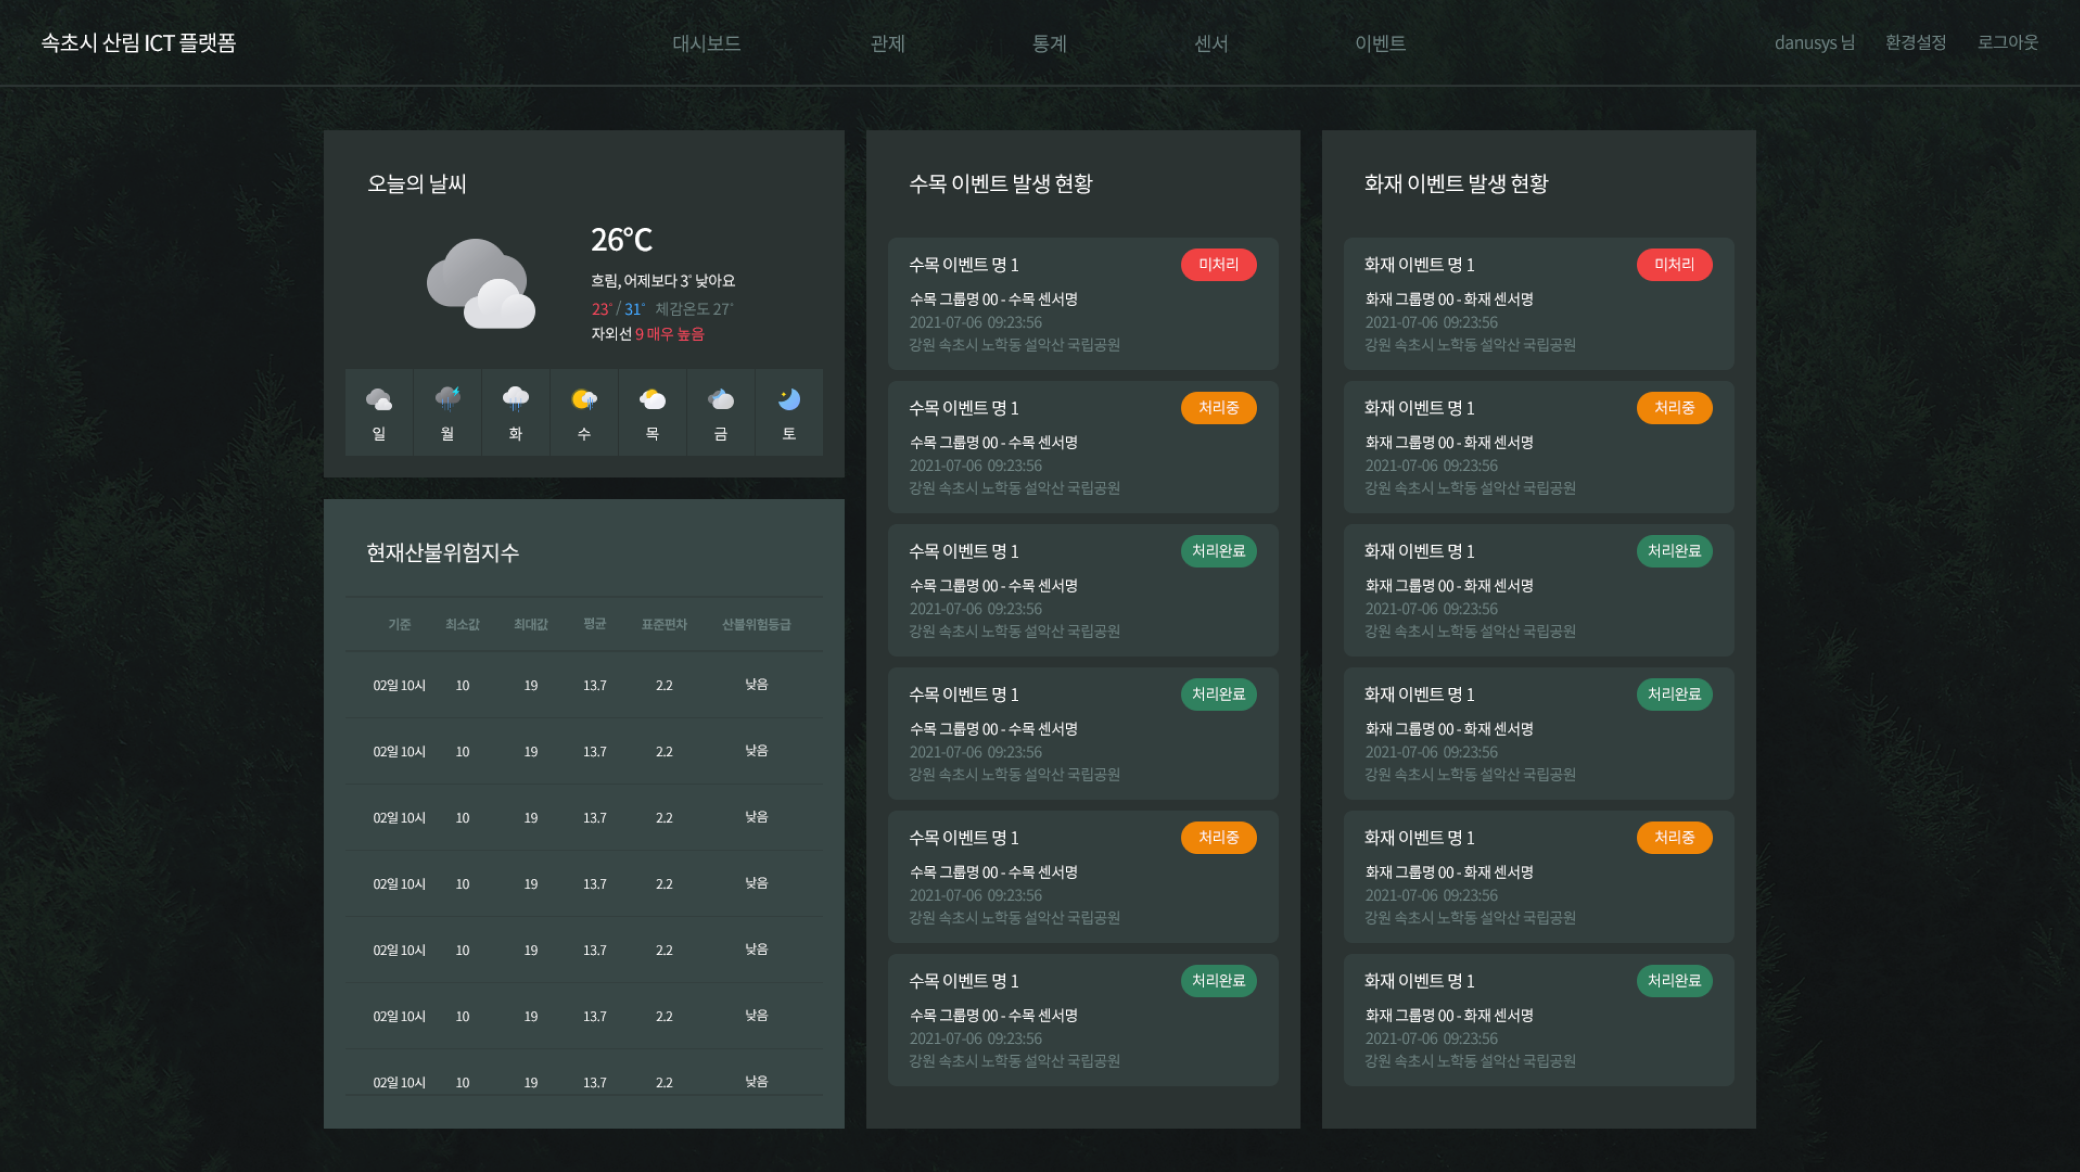 속초시 산림 ICT 플랫폼
대시보드
관제
통계
센서
이벤트
danusys 님
환경설정
로그아웃
오늘의 날씨
26°C
흐림, 어제보다 3˚ 낮아요
23˚ / 31˚ 체감온도 27˚
자외선 9 매우 높음
일
월
화
수
목
금
토
현재산불위험지수
기준 최소값 최대값 평균 표준편차 산불위험등급
02일 10시 10 19 13.7 2.2 낮음
02일 10시 10 19 13.7 2.2 낮음
02일 10시 10 19 13.7 2.2 낮음
02일 10시 10 19 13.7 2.2 낮음
02일 10시 10 19 13.7 2.2 낮음
02일 10시 10 19 13.7 2.2 낮음
02일 10시 10 19 13.7 2.2 낮음
수목 이벤트 발생 현황
수목 이벤트 명 1 미처리
수목 그룹명 00 - 수목 센서명
2021-07-06 09:23:56
강원 속초시 노학동 설악산 국립공원
수목 이벤트 명 1 처리중
수목 그룹명 00 - 수목 센서명
2021-07-06 09:23:56
강원 속초시 노학동 설악산 국립공원
수목 이벤트 명 1 처리완료
수목 그룹명 00 - 수목 센서명
2021-07-06 09:23:56
강원 속초시 노학동 설악산 국립공원
수목 이벤트 명 1 처리완료
수목 그룹명 00 - 수목 센서명
2021-07-06 09:23:56
강원 속초시 노학동 설악산 국립공원
수목 이벤트 명 1 처리중
수목 그룹명 00 - 수목 센서명
2021-07-06 09:23:56
강원 속초시 노학동 설악산 국립공원
수목 이벤트 명 1 처리완료
수목 그룹명 00 - 수목 센서명
2021-07-06 09:23:56
강원 속초시 노학동 설악산 국립공원
화재 이벤트 발생 현황
화재 이벤트 명 1 미처리
화재 그룹명 00 - 화재 센서명
2021-07-06 09:23:56
강원 속초시 노학동 설악산 국립공원
화재 이벤트 명 1 처리중
화재 그룹명 00 - 화재 센서명
2021-07-06 09:23:56
강원 속초시 노학동 설악산 국립공원
화재 이벤트 명 1 처리완료
화재 그룹명 00 - 화재 센서명
2021-07-06 09:23:56
강원 속초시 노학동 설악산 국립공원
화재 이벤트 명 1 처리완료
화재 그룹명 00 - 화재 센서명
2021-07-06 09:23:56
강원 속초시 노학동 설악산 국립공원
화재 이벤트 명 1 처리중
화재 그룹명 00 - 화재 센서명
2021-07-06 09:23:56
강원 속초시 노학동 설악산 국립공원
화재 이벤트 명 1 처리완료
화재 그룹명 00 - 화재 센서명
2021-07-06 09:23:56
강원 속초시 노학동 설악산 국립공원